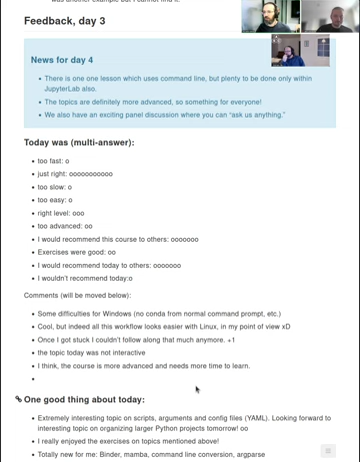 was another example but I cannot find it.
Feedback, day 3
News for day 4
There is one one lesson which uses command line, but plenty to be done only within
JupyterLab also.
The topics are definitely more advanced, so something for everyone!
We also have an exciting panel discussion where you can "ask us anything."
Today was (multi-answer):
too fast: o
just right: ooooooooooo
too slow: o
too easy: o
right level: ooo
too advanced: oo
I would recommend this course to others: ooooooo
Exercises were good: oo
I would recommend today to others: ooooooo
I wouldn't recommend today:o
Comments (will be moved below):
Some difficulties for Windows (no conda from normal command prompt, etc.)
Cool, but indeed all this workflow looks easier with Linux, in my point of view xD
Once I got stuck I couldn't follow along that much anymore. +1
the topic today was not interactive
I think, the course is more advanced and needs more time to learn.
One good thing about today:
Extremely interesting topic on scripts, arguments and config files (YAML). Looking forward to
interesting topic on organizing larger Python projects tomorrow! oo
I really enjoyed the exercises on topics mentioned above!
Totally new for me: Binder, mamba, command line conversion, argparse